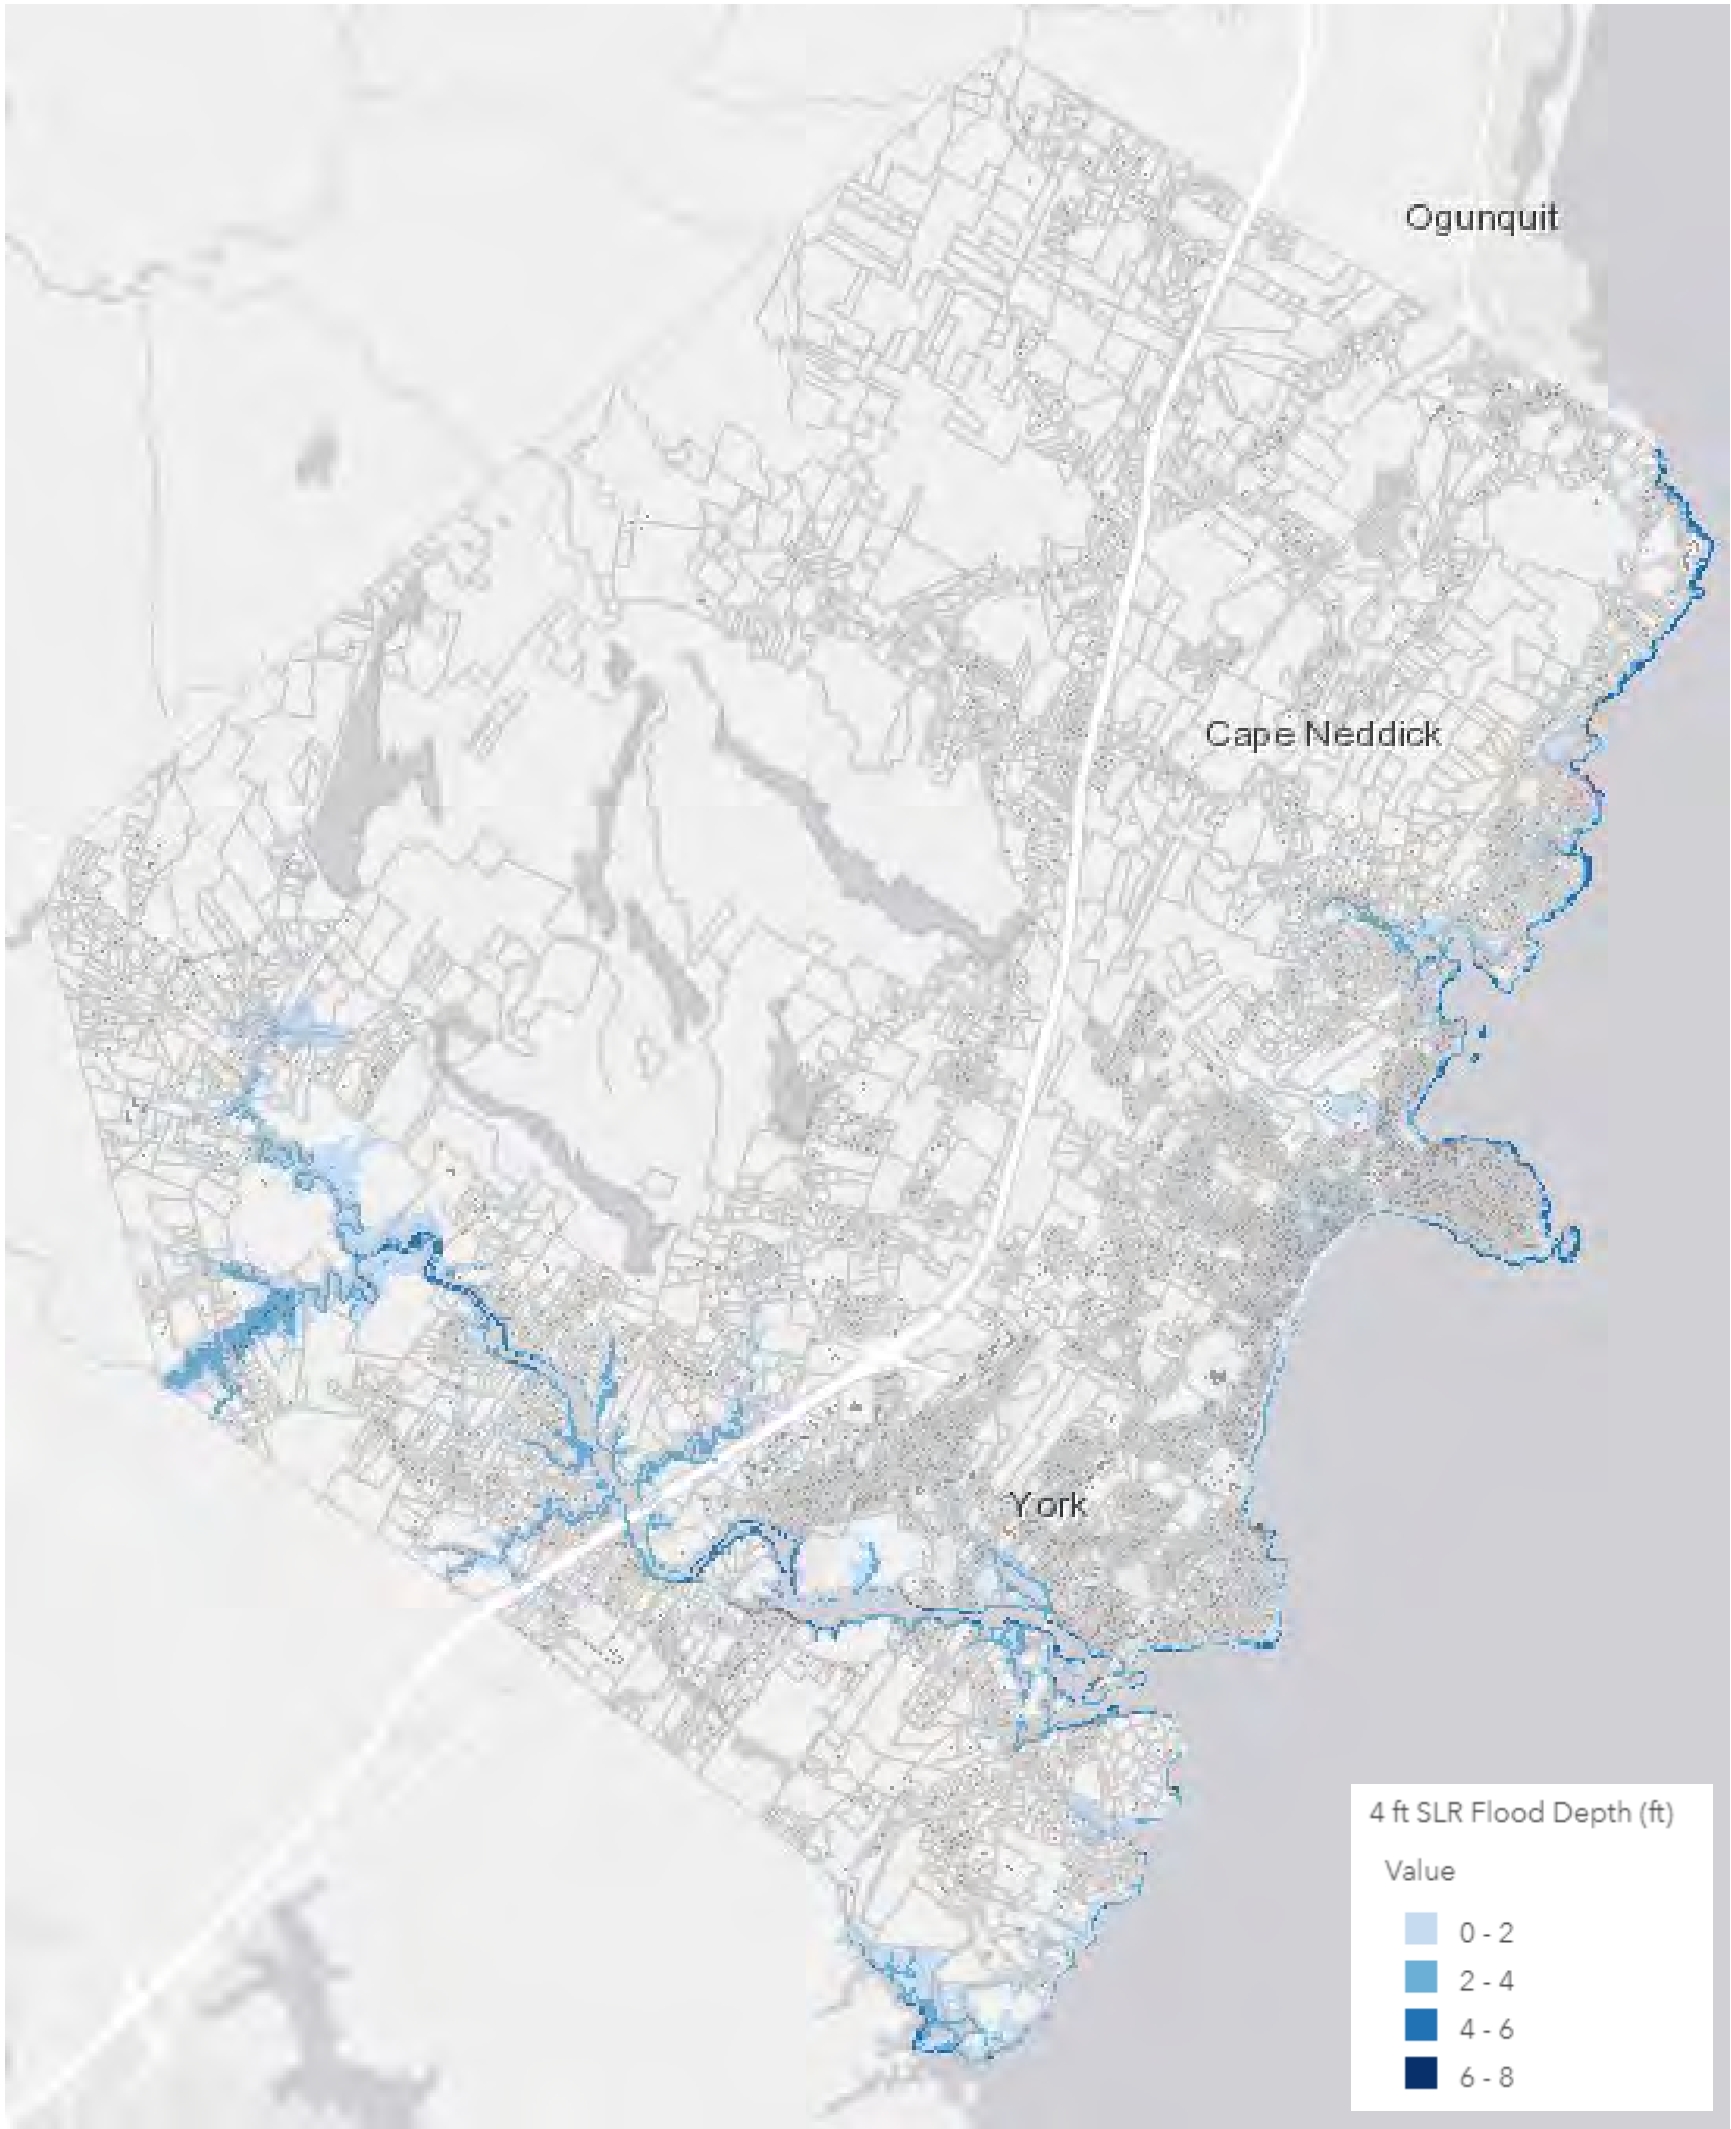 Ogunquit
Cape Neddick
York
4 ft SLR Flood Depth (ft)
Value
0 - 2
2 - 4
4 - 6
6 - 8